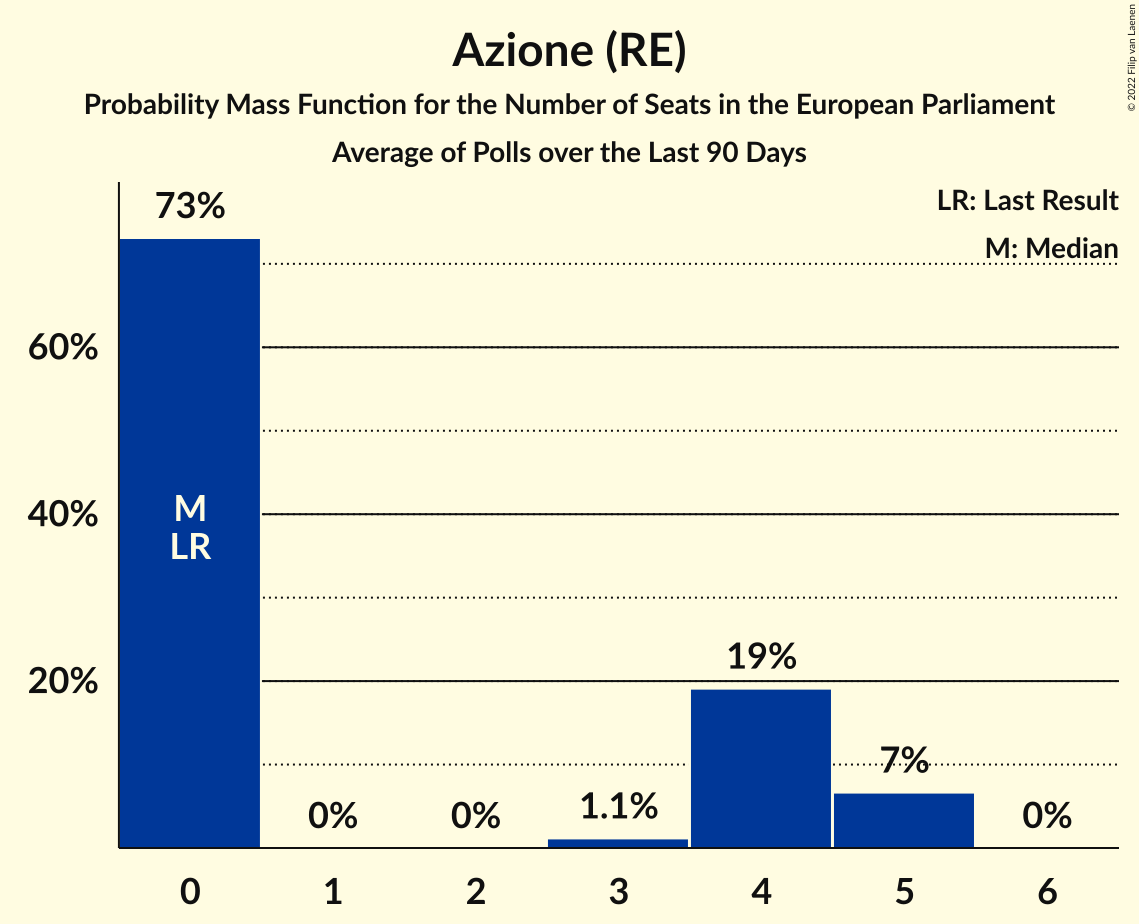 Azione (RE)
Probability Mass Function for the Number of Seats in the European Parliament
Average of Polls over the Last 90 Days
© 2022 Filip van Laenen
LR: Last Result
M: Median
73%
60%
40%
20%
M
LR
0%
0%
1.1%
19%
7%
0%
0
1
2
3
4
5
6